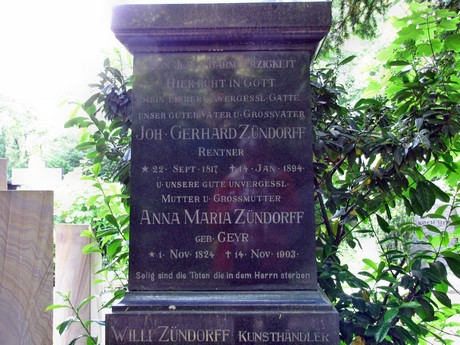 BARMHERZIGKEIT
HIER RUHT IN GOTT
MEIN LIEBER UNVERGESSL. GATTE
UNSER GUTER VATER U. GROSSVATER
JOH. GERHARD ZÜNDORFF
RENTNER
* 22. SEPT. 1817 ✝ 14. JAN. 1894.
U. UNSERE GUTE UNVERGESSL.
MUTTER U. GROSSMUTTER
ANNA MARIA ZÜNDORFF
GEB. GEYR
* 1. NOV. 1824 ✝ 14. NOV. 1903.
Selig sind die Toten die in dem Herrn sterben
WILLI ZÜNDORFF KUNSTHÄNDLER